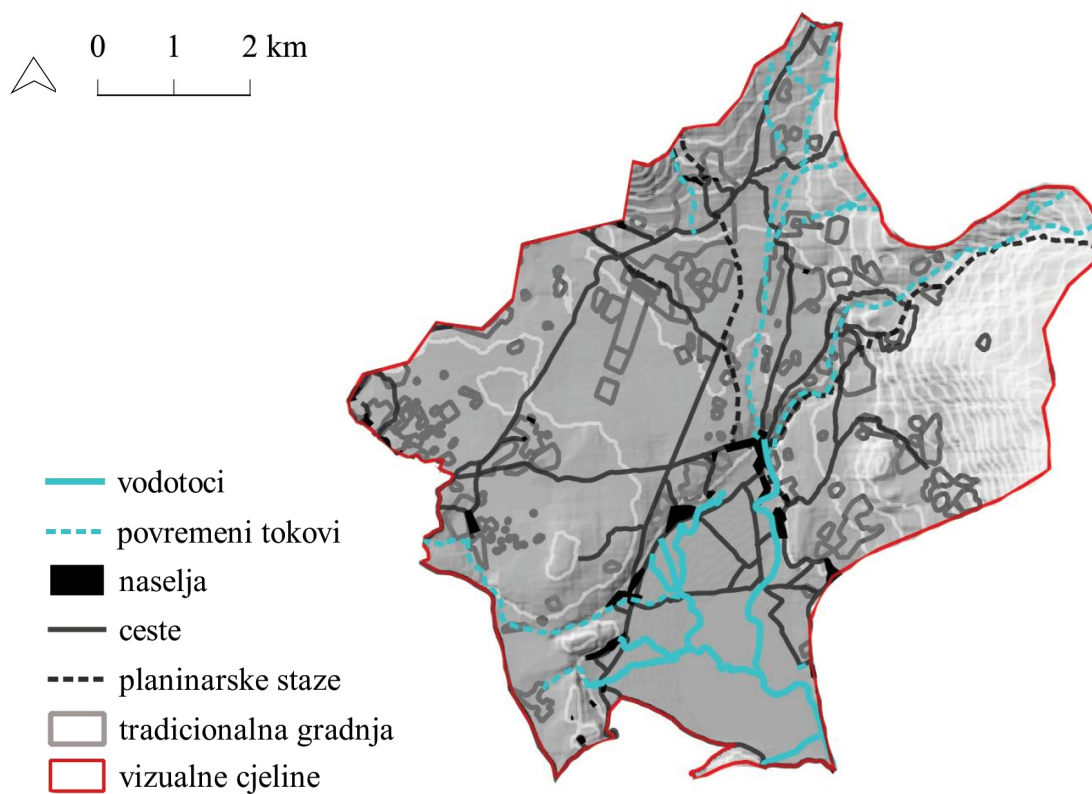 0 1 2 km
vodotoci
povremeni tokovi
naselja
ceste
planinarske staze
tradicionalna gradnja
vizualne cjeline